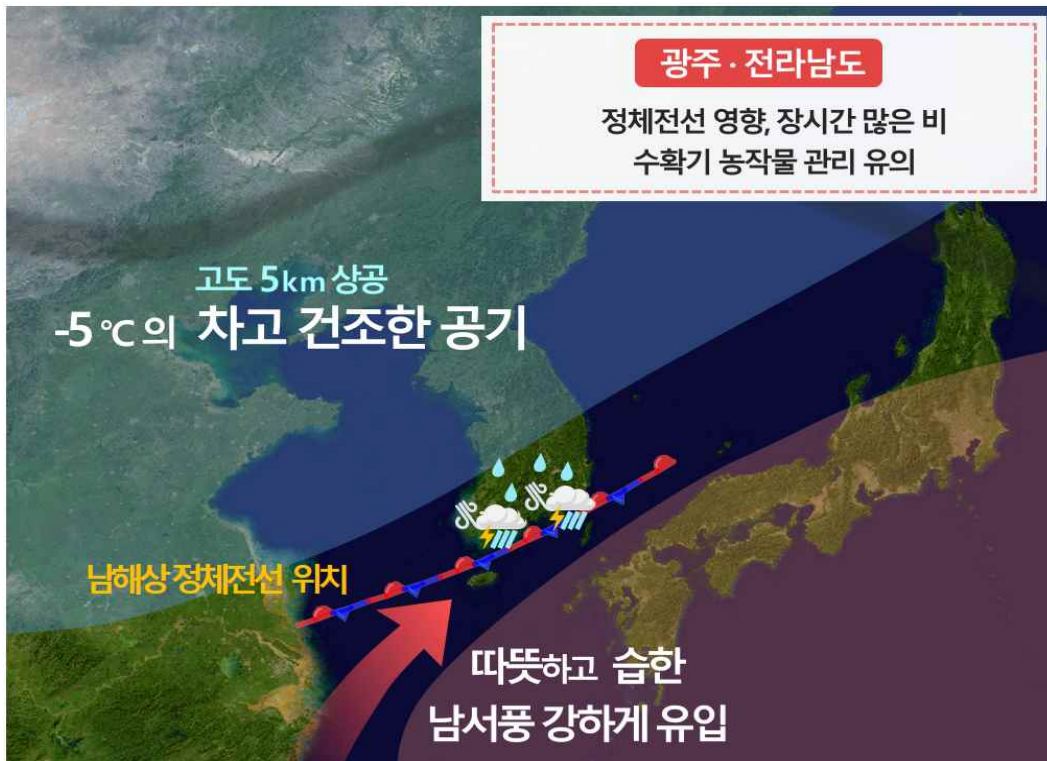 광주 · 전라남도
정체전선 영향, 장시간 많은 비
수확기 농작물 관리 유의
고도 5km 상공
-5℃의 차고 건조한 공기
남해상 정체전선 위치
따뜻하고 습한
남서풍 강하게 유입